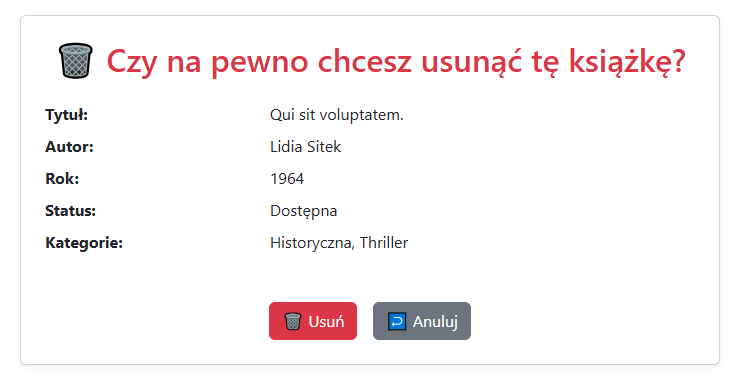 Czy na pewno chcesz usunąć tę książkę?
Tytuł: Qui sit voluptatem.
Autor: Lidia Sitek
Rok: 1964
Status: Dostępna
Kategorie: Historyczna, Thriller
Usuń Anuluj